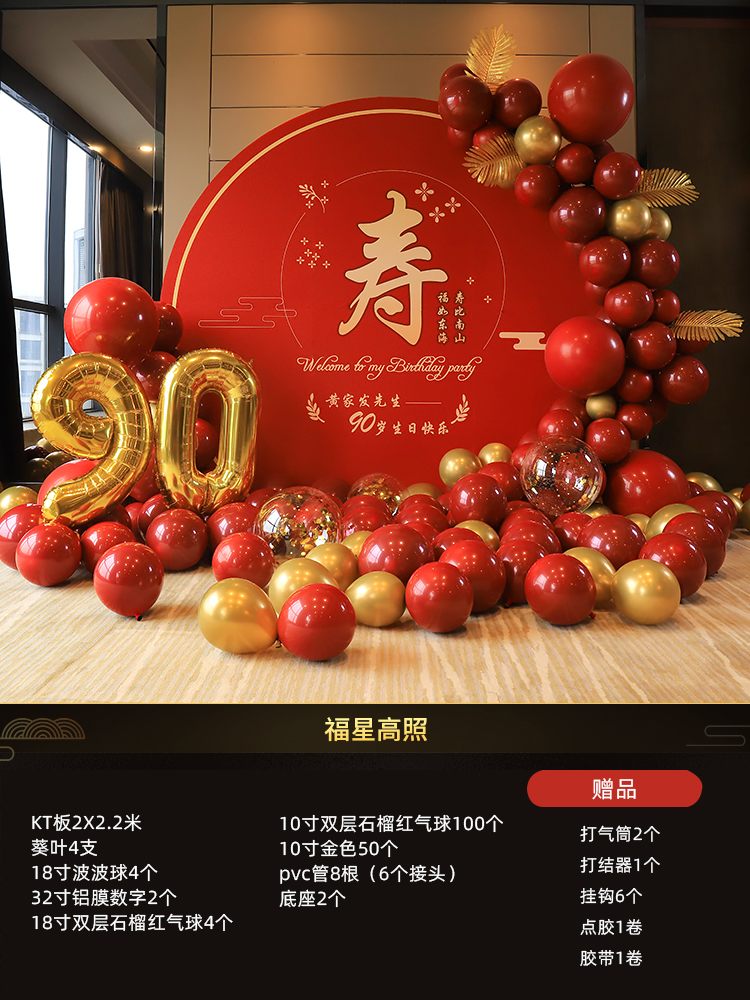 寿
寿比南山
福如东海
Welcome to my Birthday party
黄家发先生
90岁生日快乐
90
福星高照
KT板2X2.2米
葵叶4支
18寸波波球4个
32寸铝膜数字2个
18寸双层石榴红气球4个
10寸双层石榴红气球100个
10寸金色50个
pvc管8根（6个接头）
底座2个
赠品
打气筒2个
打结器1个
挂钩6个
点胶1卷
胶带1卷